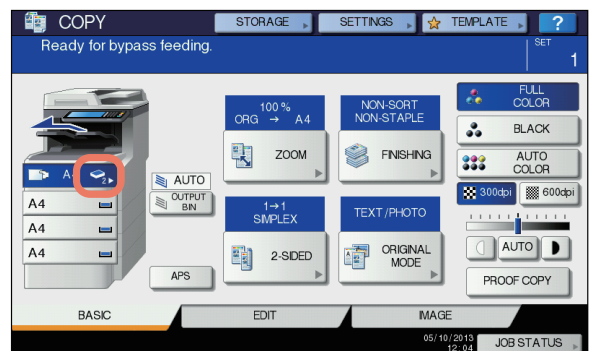 COPY
STORAGE
SETTINGS
TEMPLATE
?
Ready for bypass feeding.
SET
1
100 %
ORG → A4
ZOOM
NON-SORT
NON-STAPLE
FINISHING
FULL
COLOR
BLACK
AUTO
COLOR
300dpi
600dpi
A
2
A4
A4
A4
AUTO
OUTPUT
BIN
APS
1→1
SIMPLEX
2-SIDED
TEXT/PHOTO
ORIGINAL
MODE
AUTO
PROOF COPY
BASIC
EDIT
IMAGE
05/10/2013
12:04
JOB STATUS